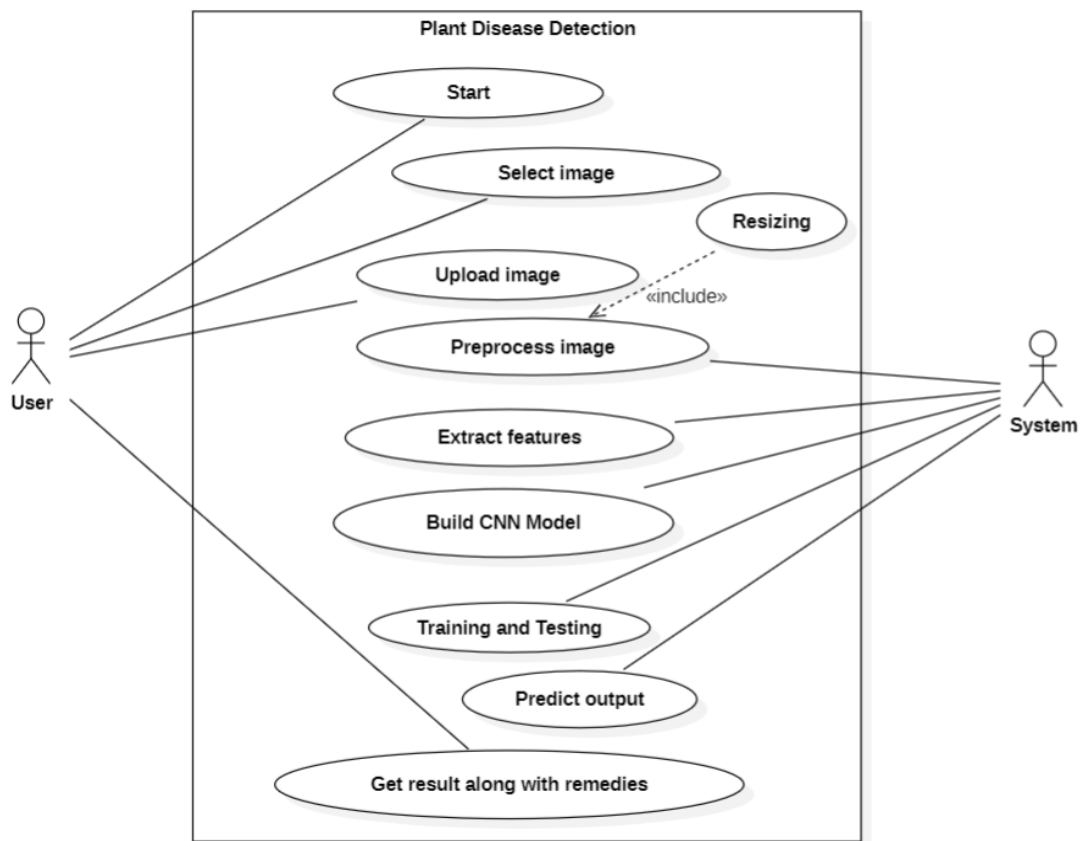 Plant Disease Detection
Start
Select image
Resizing
Upload image
«include»
Preprocess image
User
System
Extract features
Build CNN Model
Training and Testing
Predict output
Get result along with remedies